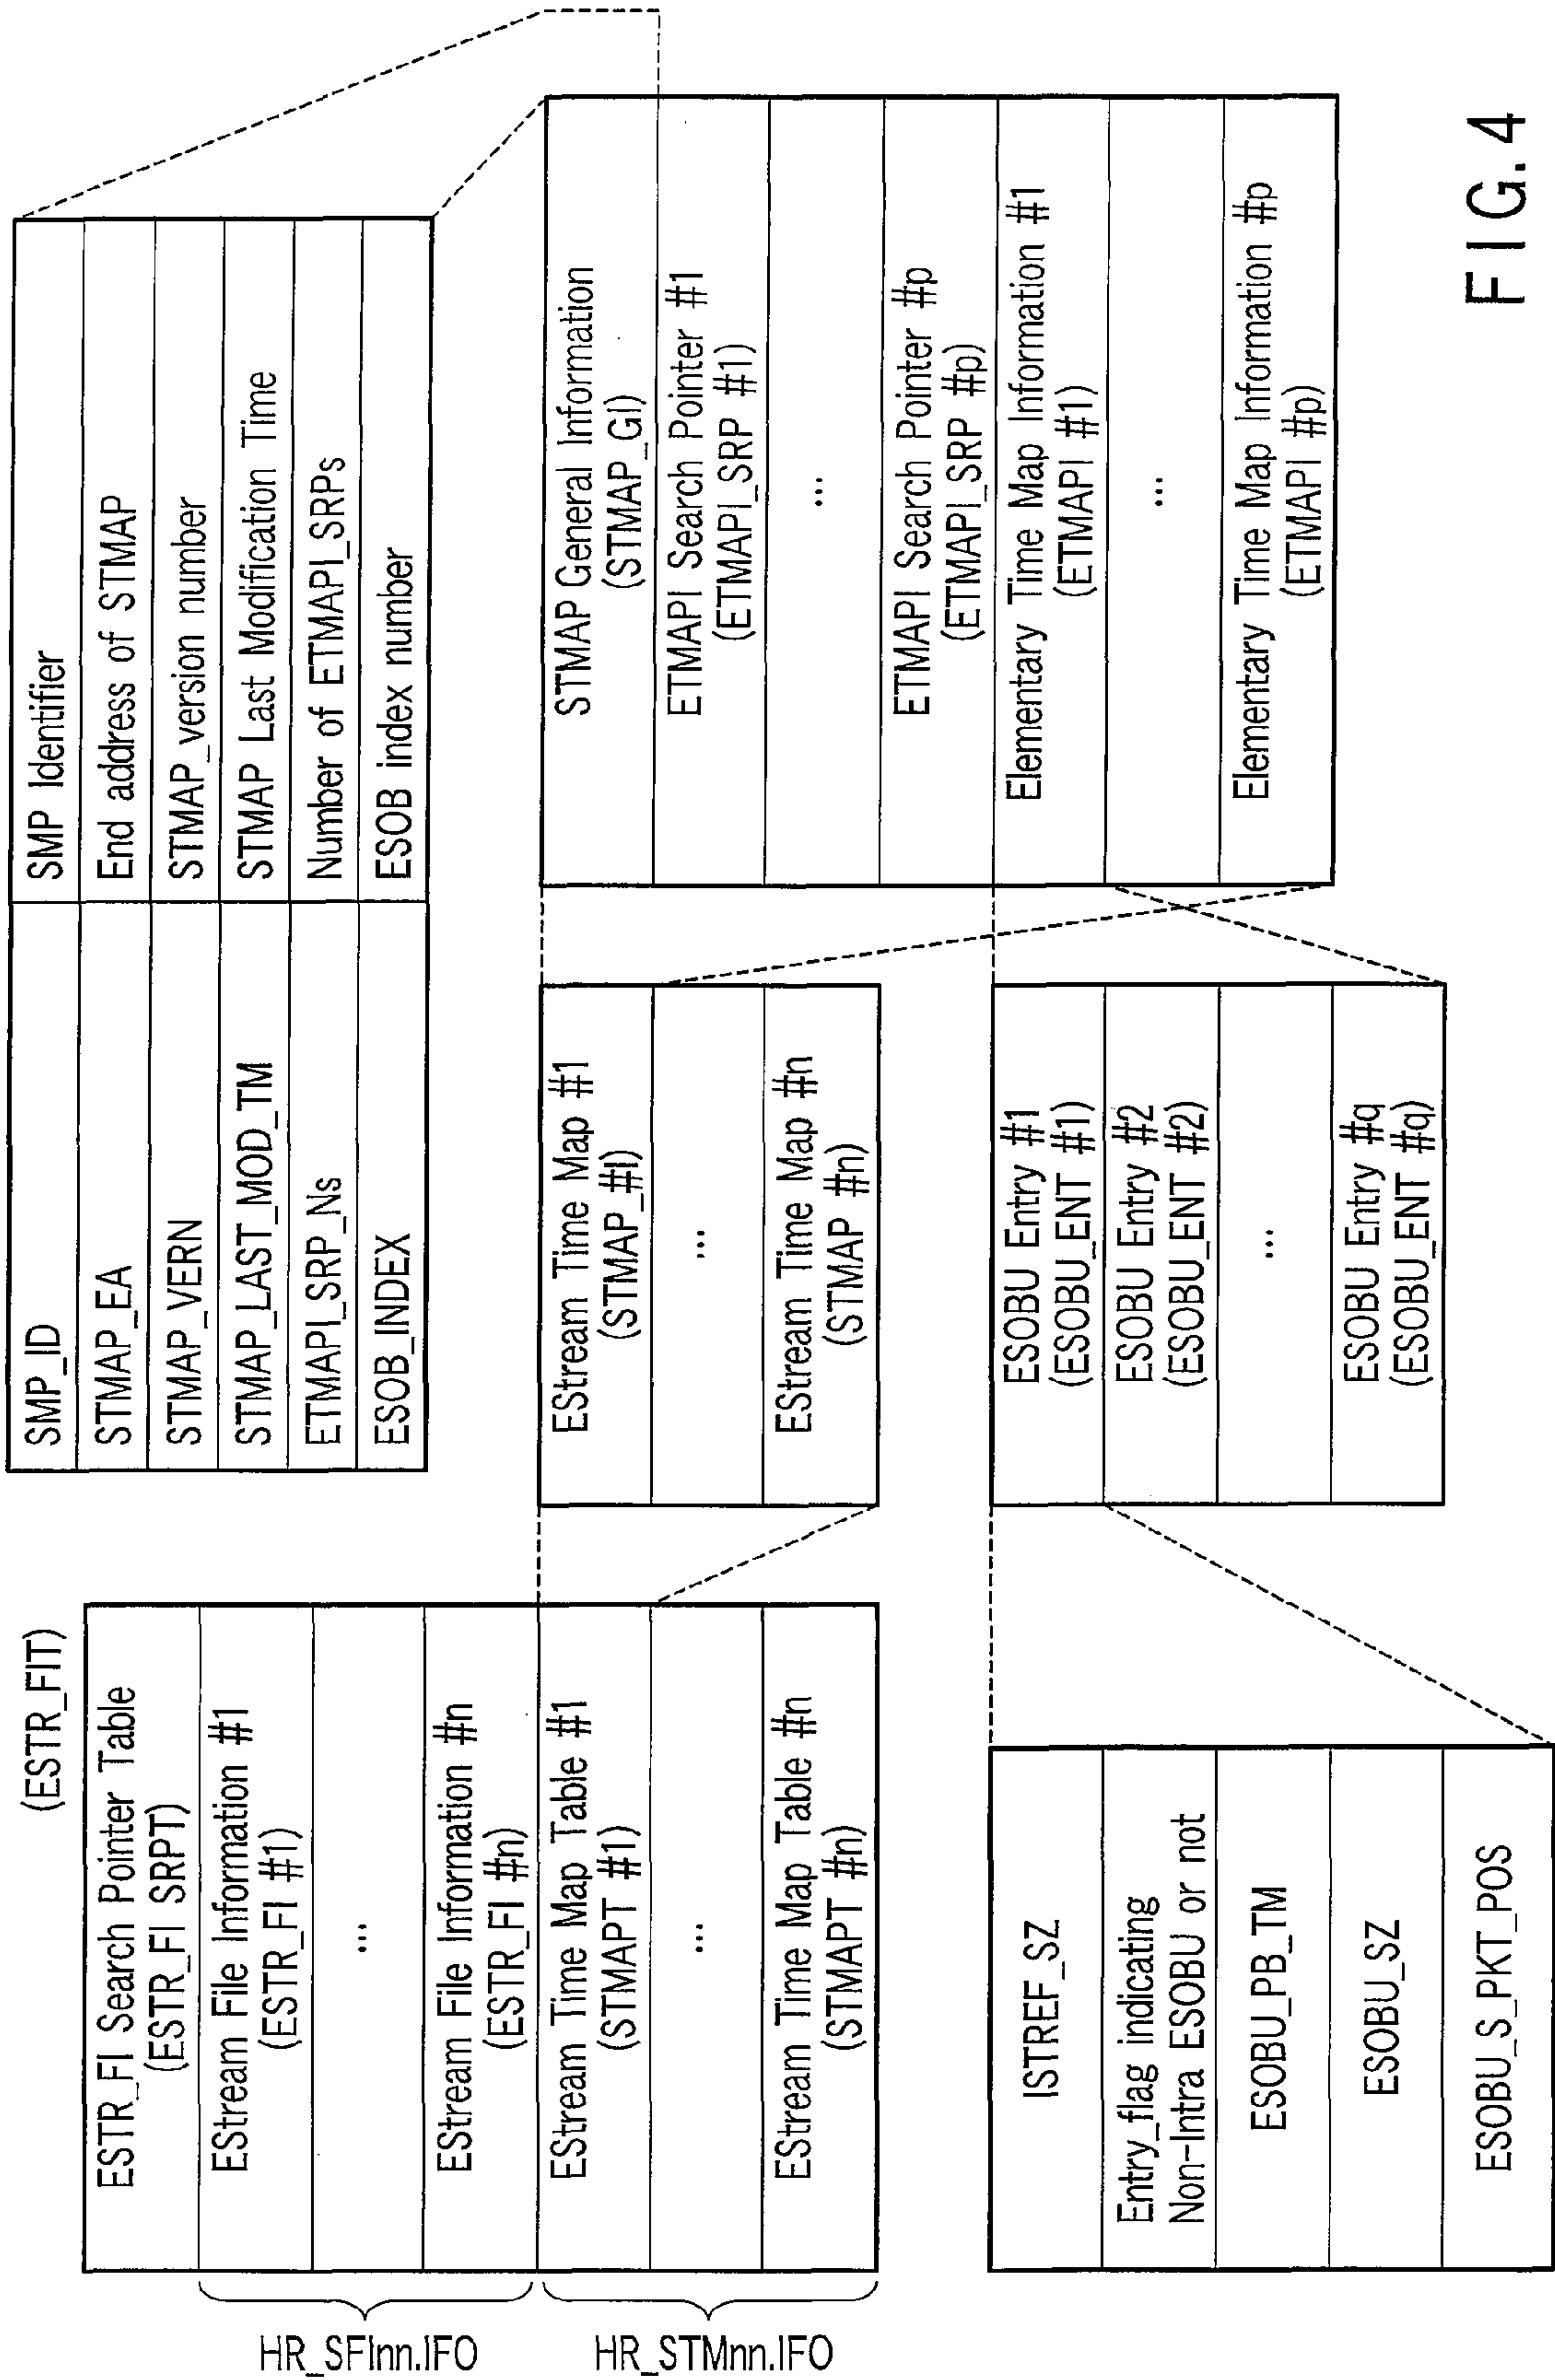 (ESTR_FIT)
ESTR_FI Search Pointer Table
(ESTR_FI SRPT)
EStream File Information #1
(ESTR_FI #1)
...
EStream File Information #n
(ESTR_FI #n)
EStream Time Map Table #1
(STMAPT #1)
...
EStream Time Map Table #n
(STMAPT #n)
HR_SFInn.IFO
HR_STMnn.IFO
EStream Time Map #1
(STMAP_#1)
...
EStream Time Map #n
(STMAP #n)
SMP_ID SMP Identifier
STMAP_EA End address of STMAP
STMAP_VERN STMAP_version number
STMAP_LAST_MOD_TM STMAP Last Modification Time
ETMAPI_SRP_Ns Number of ETMAPI_SRPs
ESOB_INDEX ESOB index number
STMAP General Information
(STMAP_GI)
ETMAPI Search Pointer #1
(ETMAPI_SRP #1)
...
ETMAPI Search Pointer #p
(ETMAPI_SRP #p)
Elementary Time Map Information #1
(ETMAPI #1)
...
Elementary Time Map Information #p
(ETMAPI #p)
ESOBU Entry #1
(ESOBU_ENT #1)
ESOBU Entry #2
(ESOBU_ENT #2)
...
ESOBU Entry #q
(ESOBU_ENT #q)
ISTREF_SZ
Entry_flag indicating
Non-Intra ESOBU or not
ESOBU_PB_TM
ESOBU_SZ
ESOBU_S_PKT_POS
FIG. 4